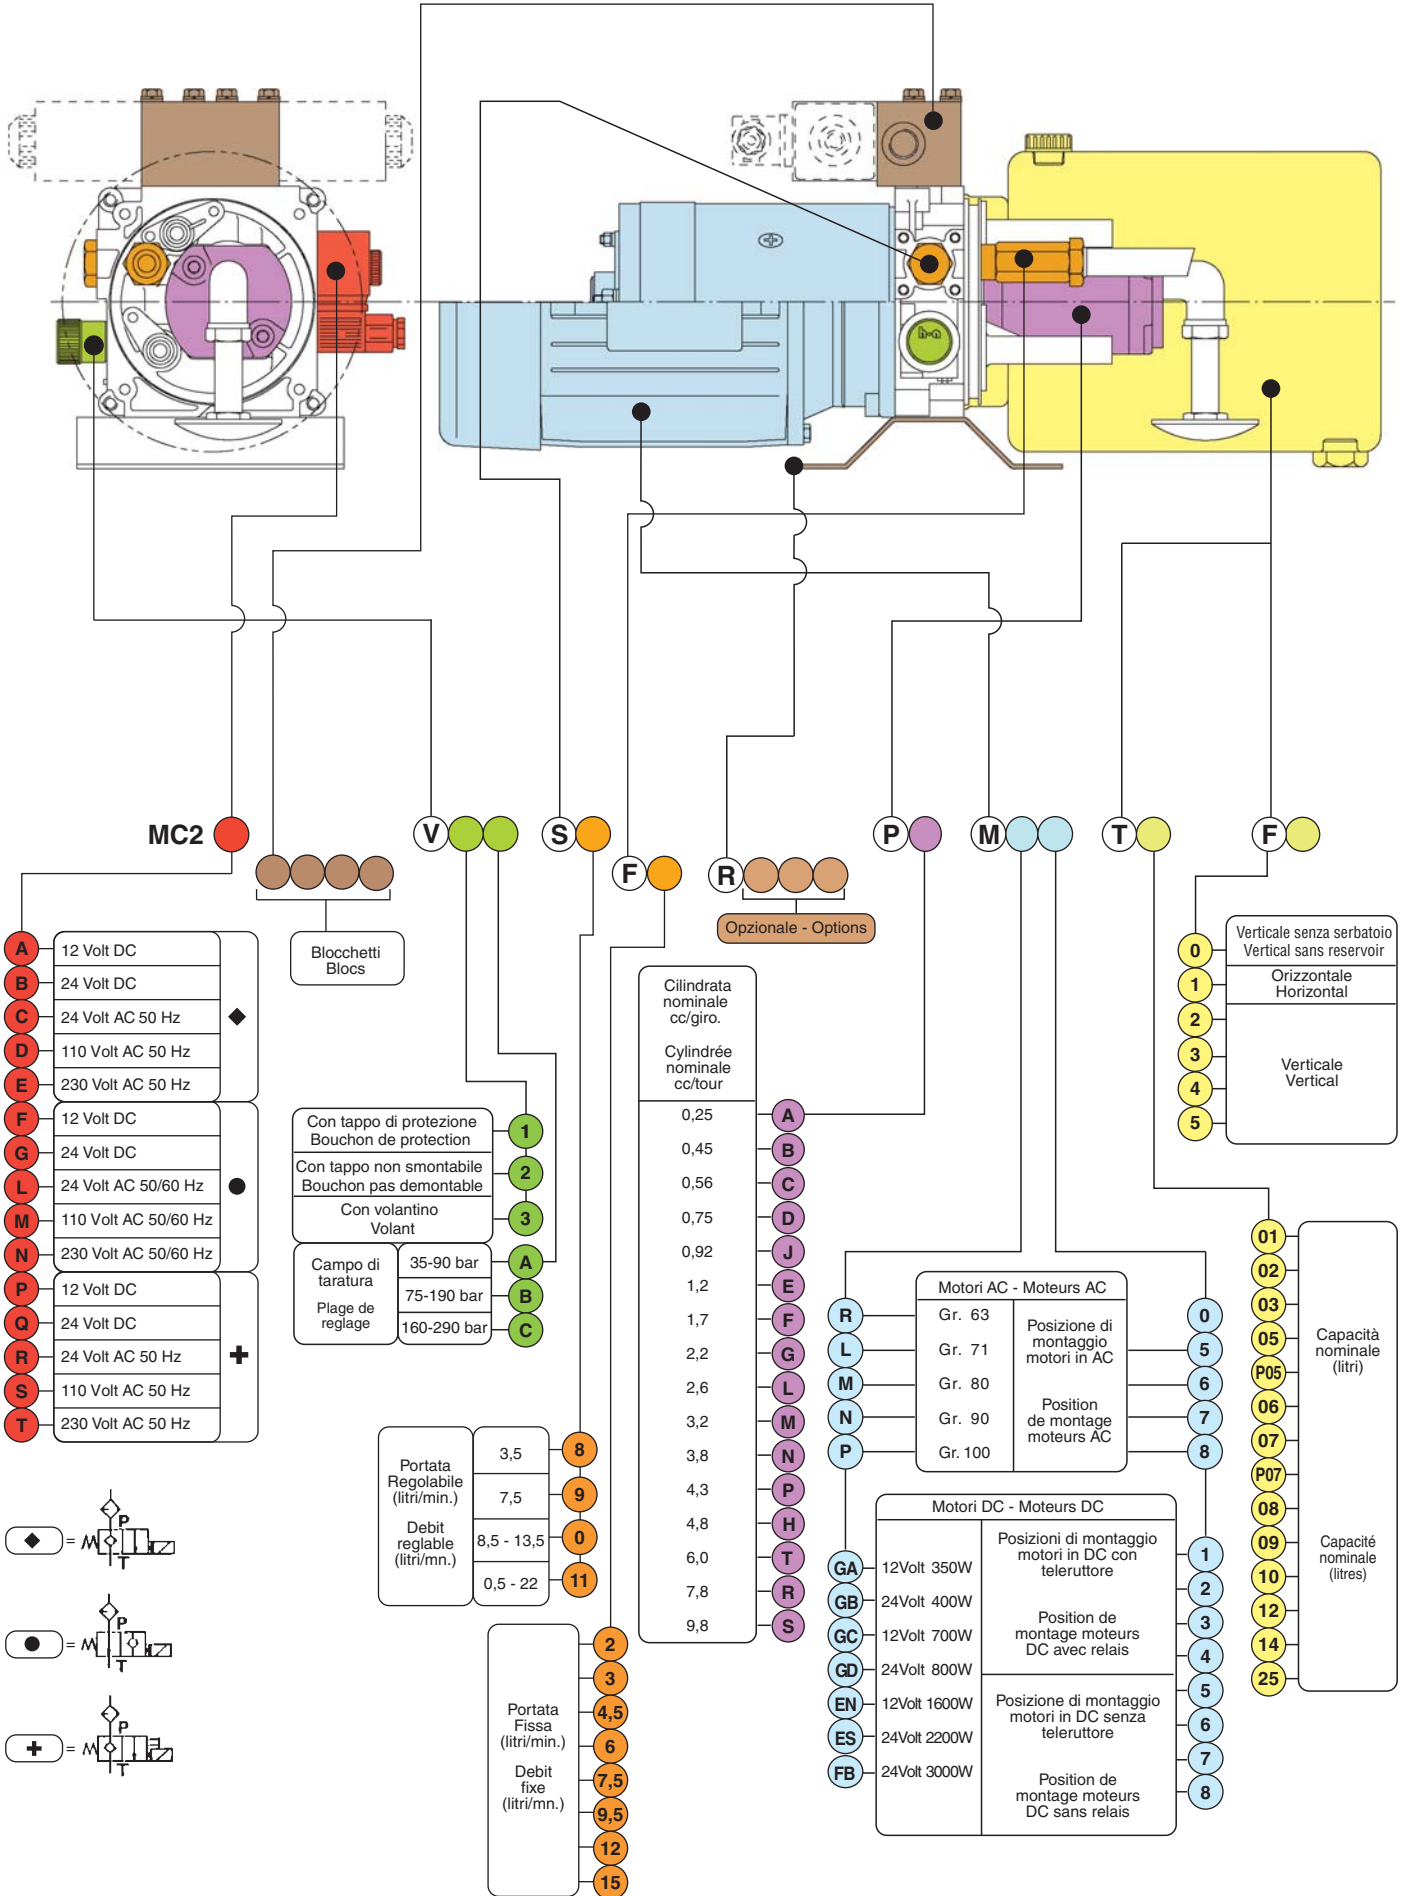 h-n
MC2
V
S
F
R
P
M
T
F
Blocchetti
Blocs
Opzionale - Options
A 12 Volt DC
B 24 Volt DC
C 24 Volt AC 50 Hz
D 110 Volt AC 50 Hz
E 230 Volt AC 50 Hz
F 12 Volt DC
G 24 Volt DC
L 24 Volt AC 50/60 Hz
M 110 Volt AC 50/60 Hz
N 230 Volt AC 50/60 Hz
P 12 Volt DC
Q 24 Volt DC
R 24 Volt AC 50 Hz
S 110 Volt AC 50 Hz
T 230 Volt AC 50 Hz
◆
●
✚
◆ = P T
● = P T
✚ = P T
Con tappo di protezione
Bouchon de protection
1
Con tappo non smontabile
Bouchon pas demontable
2
Con volantino
Volant
3
Campo di
taratura
Plage de
reglage
35-90 bar A
75-190 bar B
160-290 bar C
Portata
Regolabile
(litri/min.)
Debit
reglable
(litri/mn.)
3,5 8
7,5 9
8,5 - 13,5 0
0,5 - 22 11
Portata
Fissa
(litri/min.)
Debit
fixe
(litri/mn.)
2
3
4,5
6
7,5
9,5
12
15
Cilindrata
nominale
cc/giro.
Cylindrée
nominale
cc/tour
0,25 A
0,45 B
0,56 C
0,75 D
0,92 J
1,2 E
1,7 F
2,2 G
2,6 L
3,2 M
3,8 N
4,3 P
4,8 H
6,0 T
7,8 R
9,8 S
Motori AC - Moteurs AC
R Gr. 63
L Gr. 71
M Gr. 80
N Gr. 90
P Gr. 100
Posizione di
montaggio
motori in AC
Position
de montage
moteurs AC
0
5
6
7
8
Motori DC - Moteurs DC
GA 12Volt 350W
GB 24Volt 400W
GC 12Volt 700W
GD 24Volt 800W
EN 12Volt 1600W
ES 24Volt 2200W
FB 24Volt 3000W
Posizioni di montaggio
motori in DC con
teleruttore
Position de
montage moteurs
DC avec relais
1
2
3
4
Posizione di montaggio
motori in DC senza
teleruttore
Position de
montage moteurs
DC sans relais
5
6
7
8
0
Verticale senza serbatoio
Vertical sans reservoir
1
Orizzontale
Horizontal
2
3
4
5
Verticale
Vertical
01
02
03
05
P05
06
07
P07
08
09
10
12
14
25
Capacità
nominale
(litri)
Capacité
nominale
(litres)